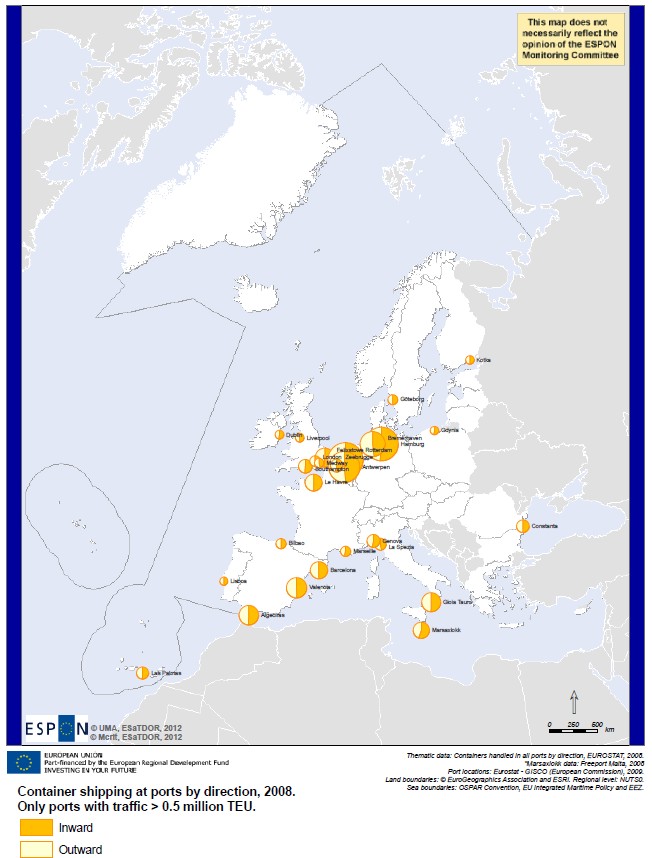 This map does not
necessarily reflect the
opinion of the ESPON
Monitoring Committee
Kotka
Göteborg
Gdynia
Dublin
Liverpool
Bremerhaven
Hamburg
Felixstowe Rotterdam
London Zeebrugge
Medway
Southampton
Antwerpen
Le Havre
Constanta
Bilbao
Genova
La Spezia
Marseille
Barcelona
Lisboa
Valencia
Gioia Tauro
Algeciras
Marsaxlokk
Las Palmas
ESPON
© UMA, ESaTDOR, 2012
© Mcrit, ESaTDOR, 2012
0 250 500 km
EUROPEAN UNION
Part-financed by the European Regional Development Fund
INVESTING IN YOUR FUTURE
Thematic data: Containers handled in all ports by direction, EUROSTAT, 2008.
*Marsaxlokk data: Freeport Malta, 2008
Port locations: Eurostat - GISCO (European Commission), 2009.
Land boundaries: © EuroGeographics Association and ESRI. Regional level: NUTS0.
Sea boundaries: OSPAR Convention, EU Integrated Maritime Policy and EEZ.
Container shipping at ports by direction, 2008.
Only ports with traffic > 0.5 million TEU.
Inward
Outward